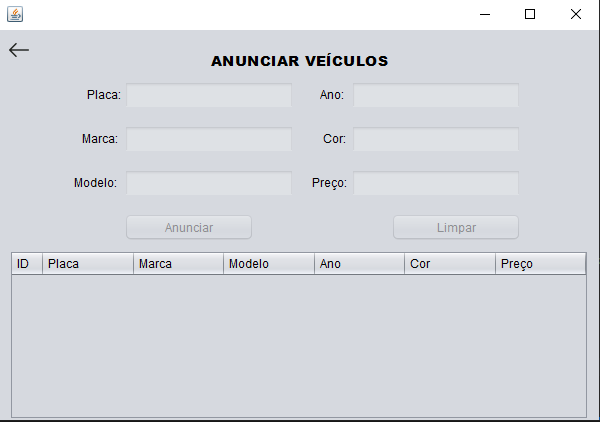 ANUNCIAR VEÍCULOS
Placa: Ano:
Marca: Cor:
Modelo: Preço:
Anunciar Limpar
ID Placa Marca Modelo Ano Cor Preço